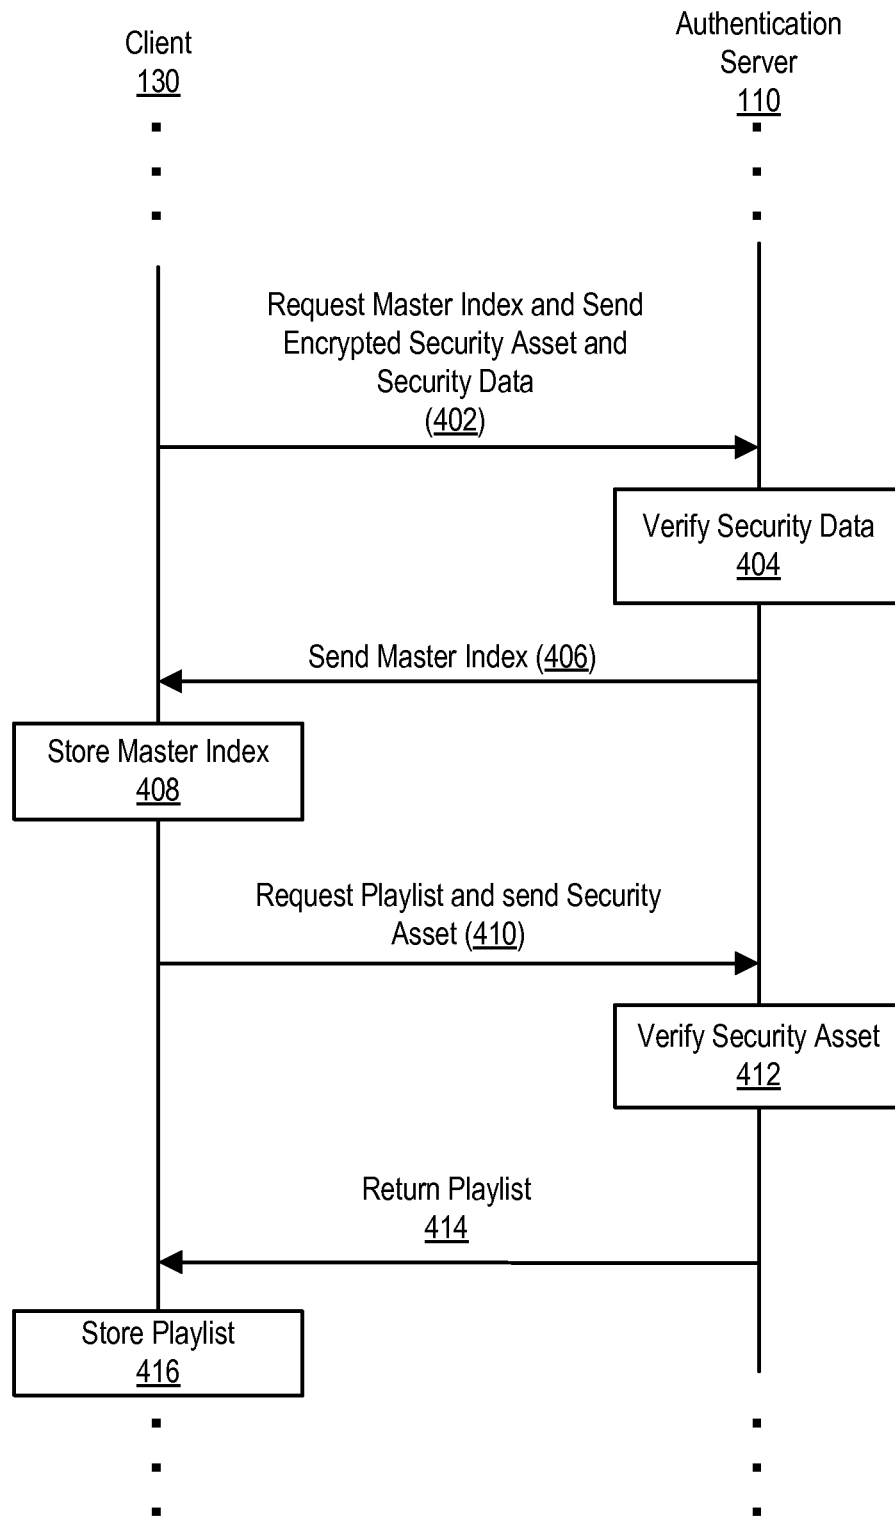 Client
130
Authentication
Server
110
Request Master Index and Send
Encrypted Security Asset and
Security Data
(402)
Verify Security Data
404
Send Master Index (406)
Store Master Index
408
Request Playlist and send Security
Asset (410)
Verify Security Asset
412
Return Playlist
414
Store Playlist
416